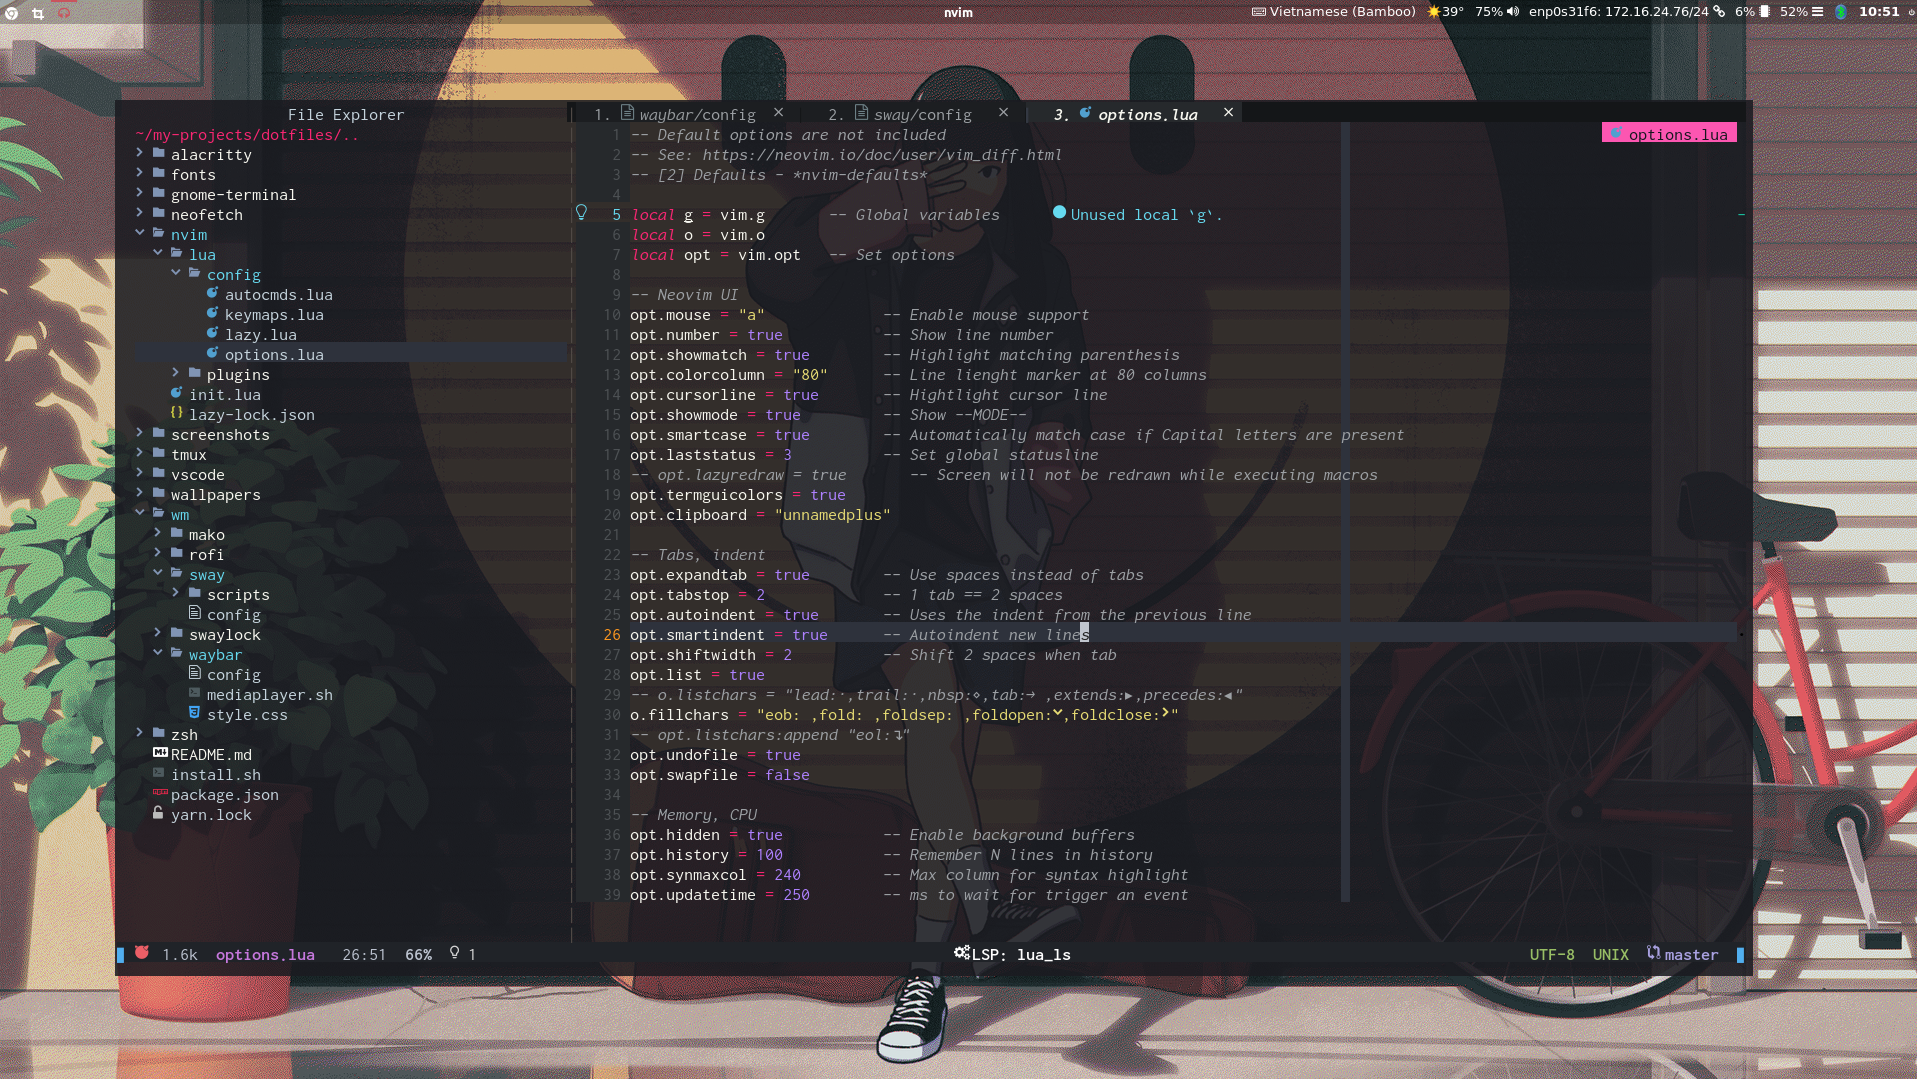 nvim
Vietnamese (Bamboo) 39° 75% enp0s31f6: 172.16.24.76/24 6% 52% 10:51
File Explorer
~/my-projects/dotfiles/..
alacritty
fonts
gnome-terminal
neofetch
nvim
lua
config
autocmds.lua
keymaps.lua
lazy.lua
options.lua
plugins
init.lua
{} lazy-lock.json
screenshots
tmux
vscode
wallpapers
wm
mako
rofi
sway
scripts
config
swaylock
waybar
config
mediaplayer.sh
style.css
zsh
README.md
install.sh
package.json
yarn.lock
1. waybar/config × 2. sway/config × 3. options.lua ×
options.lua
1 -- Default options are not included
2 -- See: https://neovim.io/doc/user/vim_diff.html
3 -- [2] Defaults - *nvim-defaults*
4
5 local g = vim.g -- Global variables ● Unused local `g`.
6 local o = vim.o
7 local opt = vim.opt -- Set options
8
9 -- Neovim UI
10 opt.mouse = "a" -- Enable mouse support
11 opt.number = true -- Show line number
12 opt.showmatch = true -- Highlight matching parenthesis
13 opt.colorcolumn = "80" -- Line lienght marker at 80 columns
14 opt.cursorline = true -- Hightlight cursor line
15 opt.showmode = true -- Show --MODE--
16 opt.smartcase = true -- Automatically match case if Capital letters are present
17 opt.laststatus = 3 -- Set global statusline
18 -- opt.lazyredraw = true -- Screen will not be redrawn while executing macros
19 opt.termguicolors = true
20 opt.clipboard = "unnamedplus"
21
22 -- Tabs, indent
23 opt.expandtab = true -- Use spaces instead of tabs
24 opt.tabstop = 2 -- 1 tab == 2 spaces
25 opt.autoindent = true -- Uses the indent from the previous line
26 opt.smartindent = true -- Autoindent new lines
27 opt.shiftwidth = 2 -- Shift 2 spaces when tab
28 opt.list = true
29 -- o.listchars = "lead:·,trail:·,nbsp:⋄,tab:→ ,extends:▸,precedes:◂"
30 o.fillchars = "eob: ,fold: ,foldsep: ,foldopen:⌄,foldclose:›"
31 -- opt.listchars:append "eol:↴"
32 opt.undofile = true
33 opt.swapfile = false
34
35 -- Memory, CPU
36 opt.hidden = true -- Enable background buffers
37 opt.history = 100 -- Remember N lines in history
38 opt.synmaxcol = 240 -- Max column for syntax highlight
39 opt.updatetime = 250 -- ms to wait for trigger an event
1.6k options.lua 26:51 66% 1 LSP: lua_ls UTF-8 UNIX master